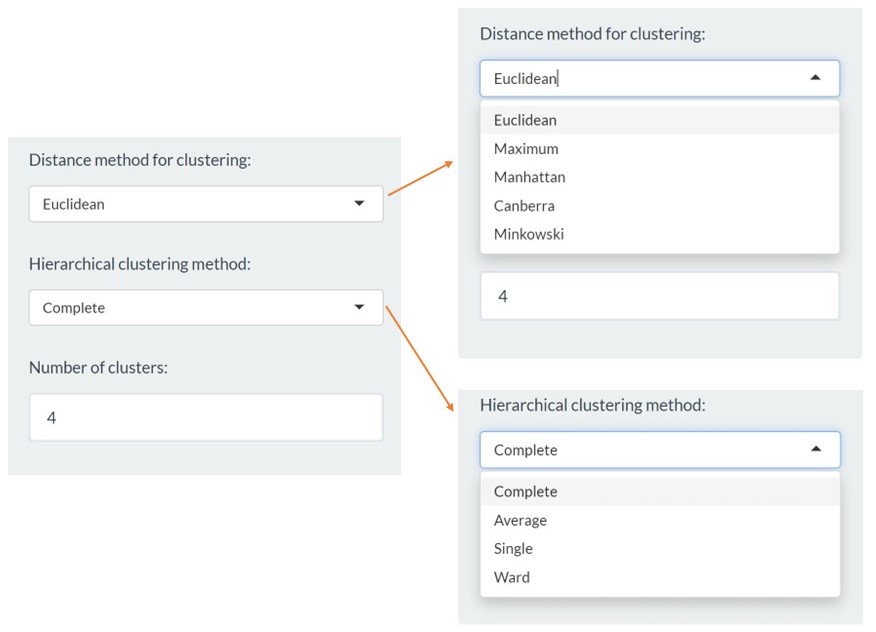 Distance method for clustering:
Euclidean
Hierarchical clustering method:
Complete
Number of clusters:
4
Distance method for clustering:
Euclidean
Euclidean
Maximum
Manhattan
Canberra
Minkowski
4
Hierarchical clustering method:
Complete
Complete
Average
Single
Ward